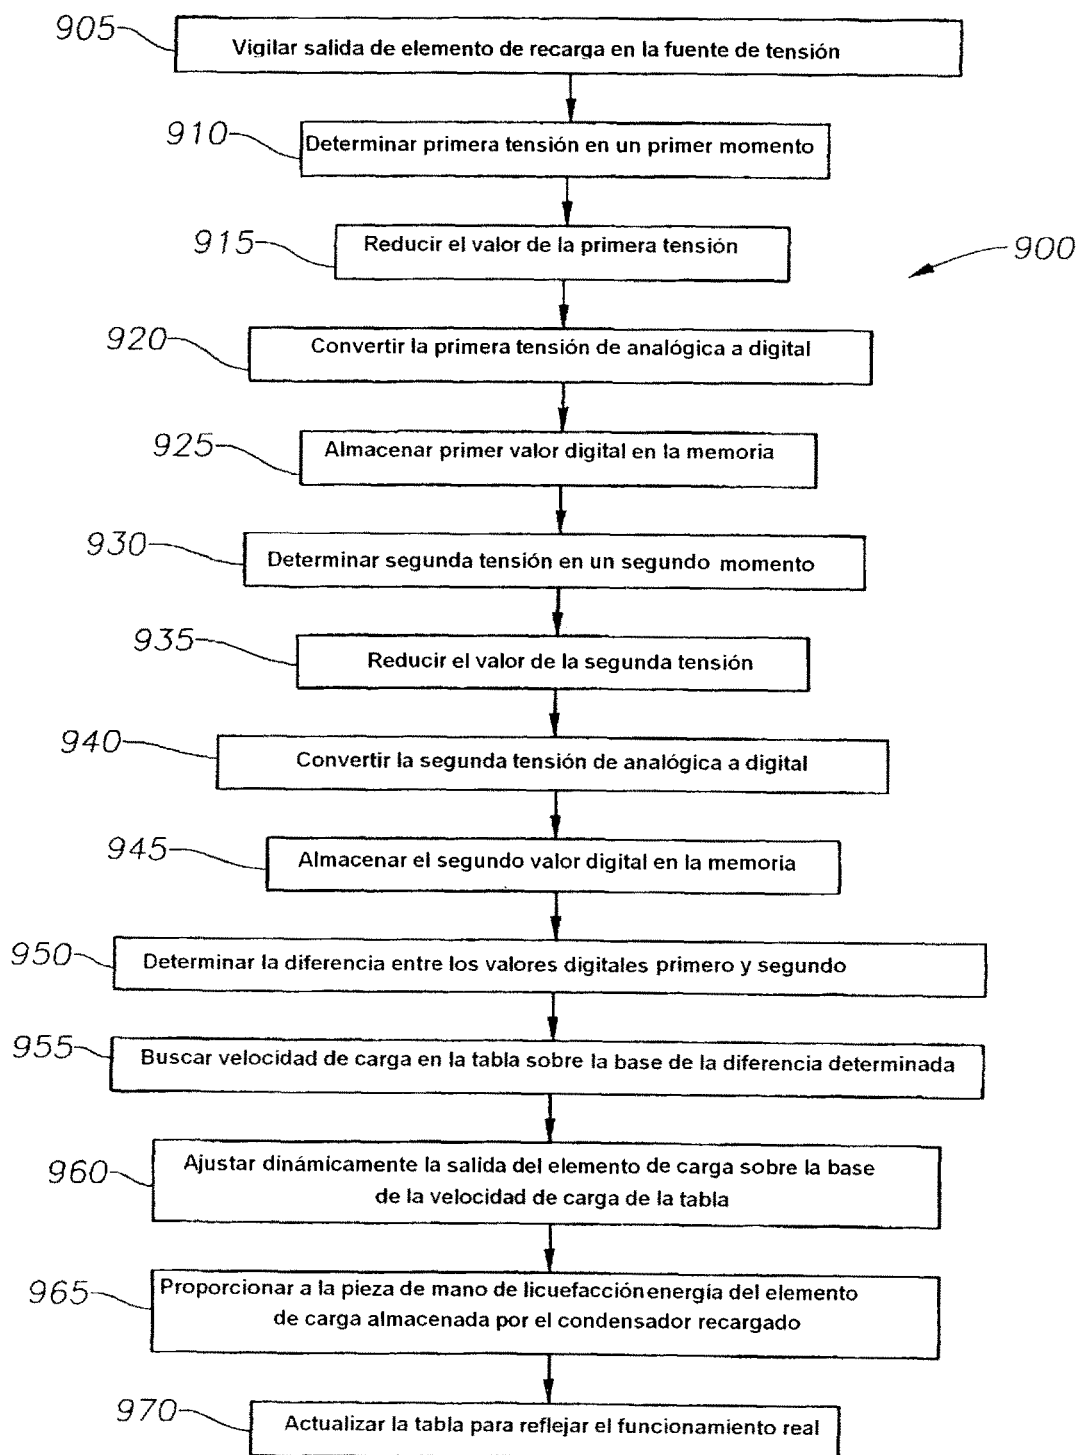 905
Vigilar salida de elemento de recarga en la fuente de tensión
910
Determinar primera tensión en un primer momento
915
Reducir el valor de la primera tensión
900
920
Convertir la primera tensión de analógica a digital
925
Almacenar primer valor digital en la memoria
930
Determinar segunda tensión en un segundo momento
935
Reducir el valor de la segunda tensión
940
Convertir la segunda tensión de analógica a digital
945
Almacenar el segundo valor digital en la memoria
950
Determinar la diferencia entre los valores digitales primero y segundo
955
Buscar velocidad de carga en la tabla sobre la base de la diferencia determinada
960
Ajustar dinámicamente la salida del elemento de carga sobre la base
de la velocidad de carga de la tabla
965
Proporcionar a la pieza de mano de licuefacción energía del elemento
de carga almacenada por el condensador recargado
970
Actualizar la tabla para reflejar el funcionamiento real